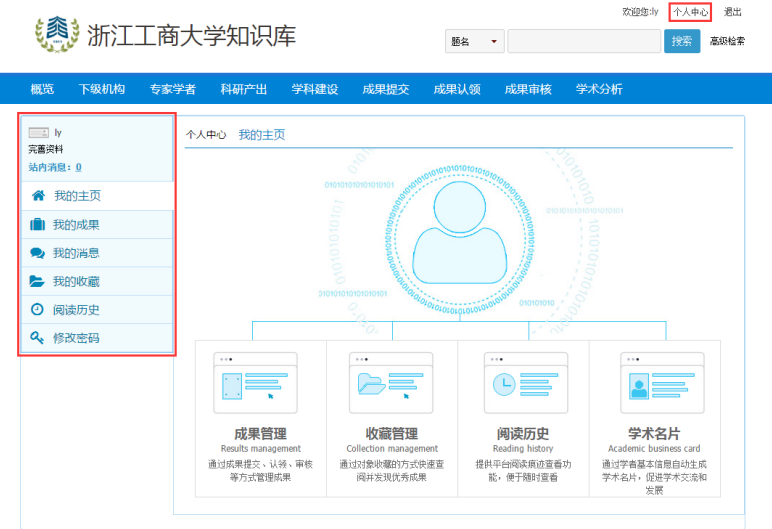 欢迎您:ly 个人中心 退出
浙江工商大学知识库
题名 搜索 高级检索
概览 下级机构 专家学者 科研产出 学科建设 成果提交 成果认领 成果审核 学术分析
ly
完善资料
站内消息：0
我的主页
我的成果
我的消息
我的收藏
阅读历史
修改密码
个人中心 我的主页
0101010101010101
010101010101010101
010101010
成果管理
Results management
通过成果提交、认领、审核
等方式管理成果
收藏管理
Collection management
通过对象收藏的方式快速查
阅并发现优秀成果
阅读历史
Reading history
提供平台阅读痕迹查看功
能，便于随时查看
学术名片
Academic business card
通过学者基本信息自动生成
学术名片，促进学术交流和
发展